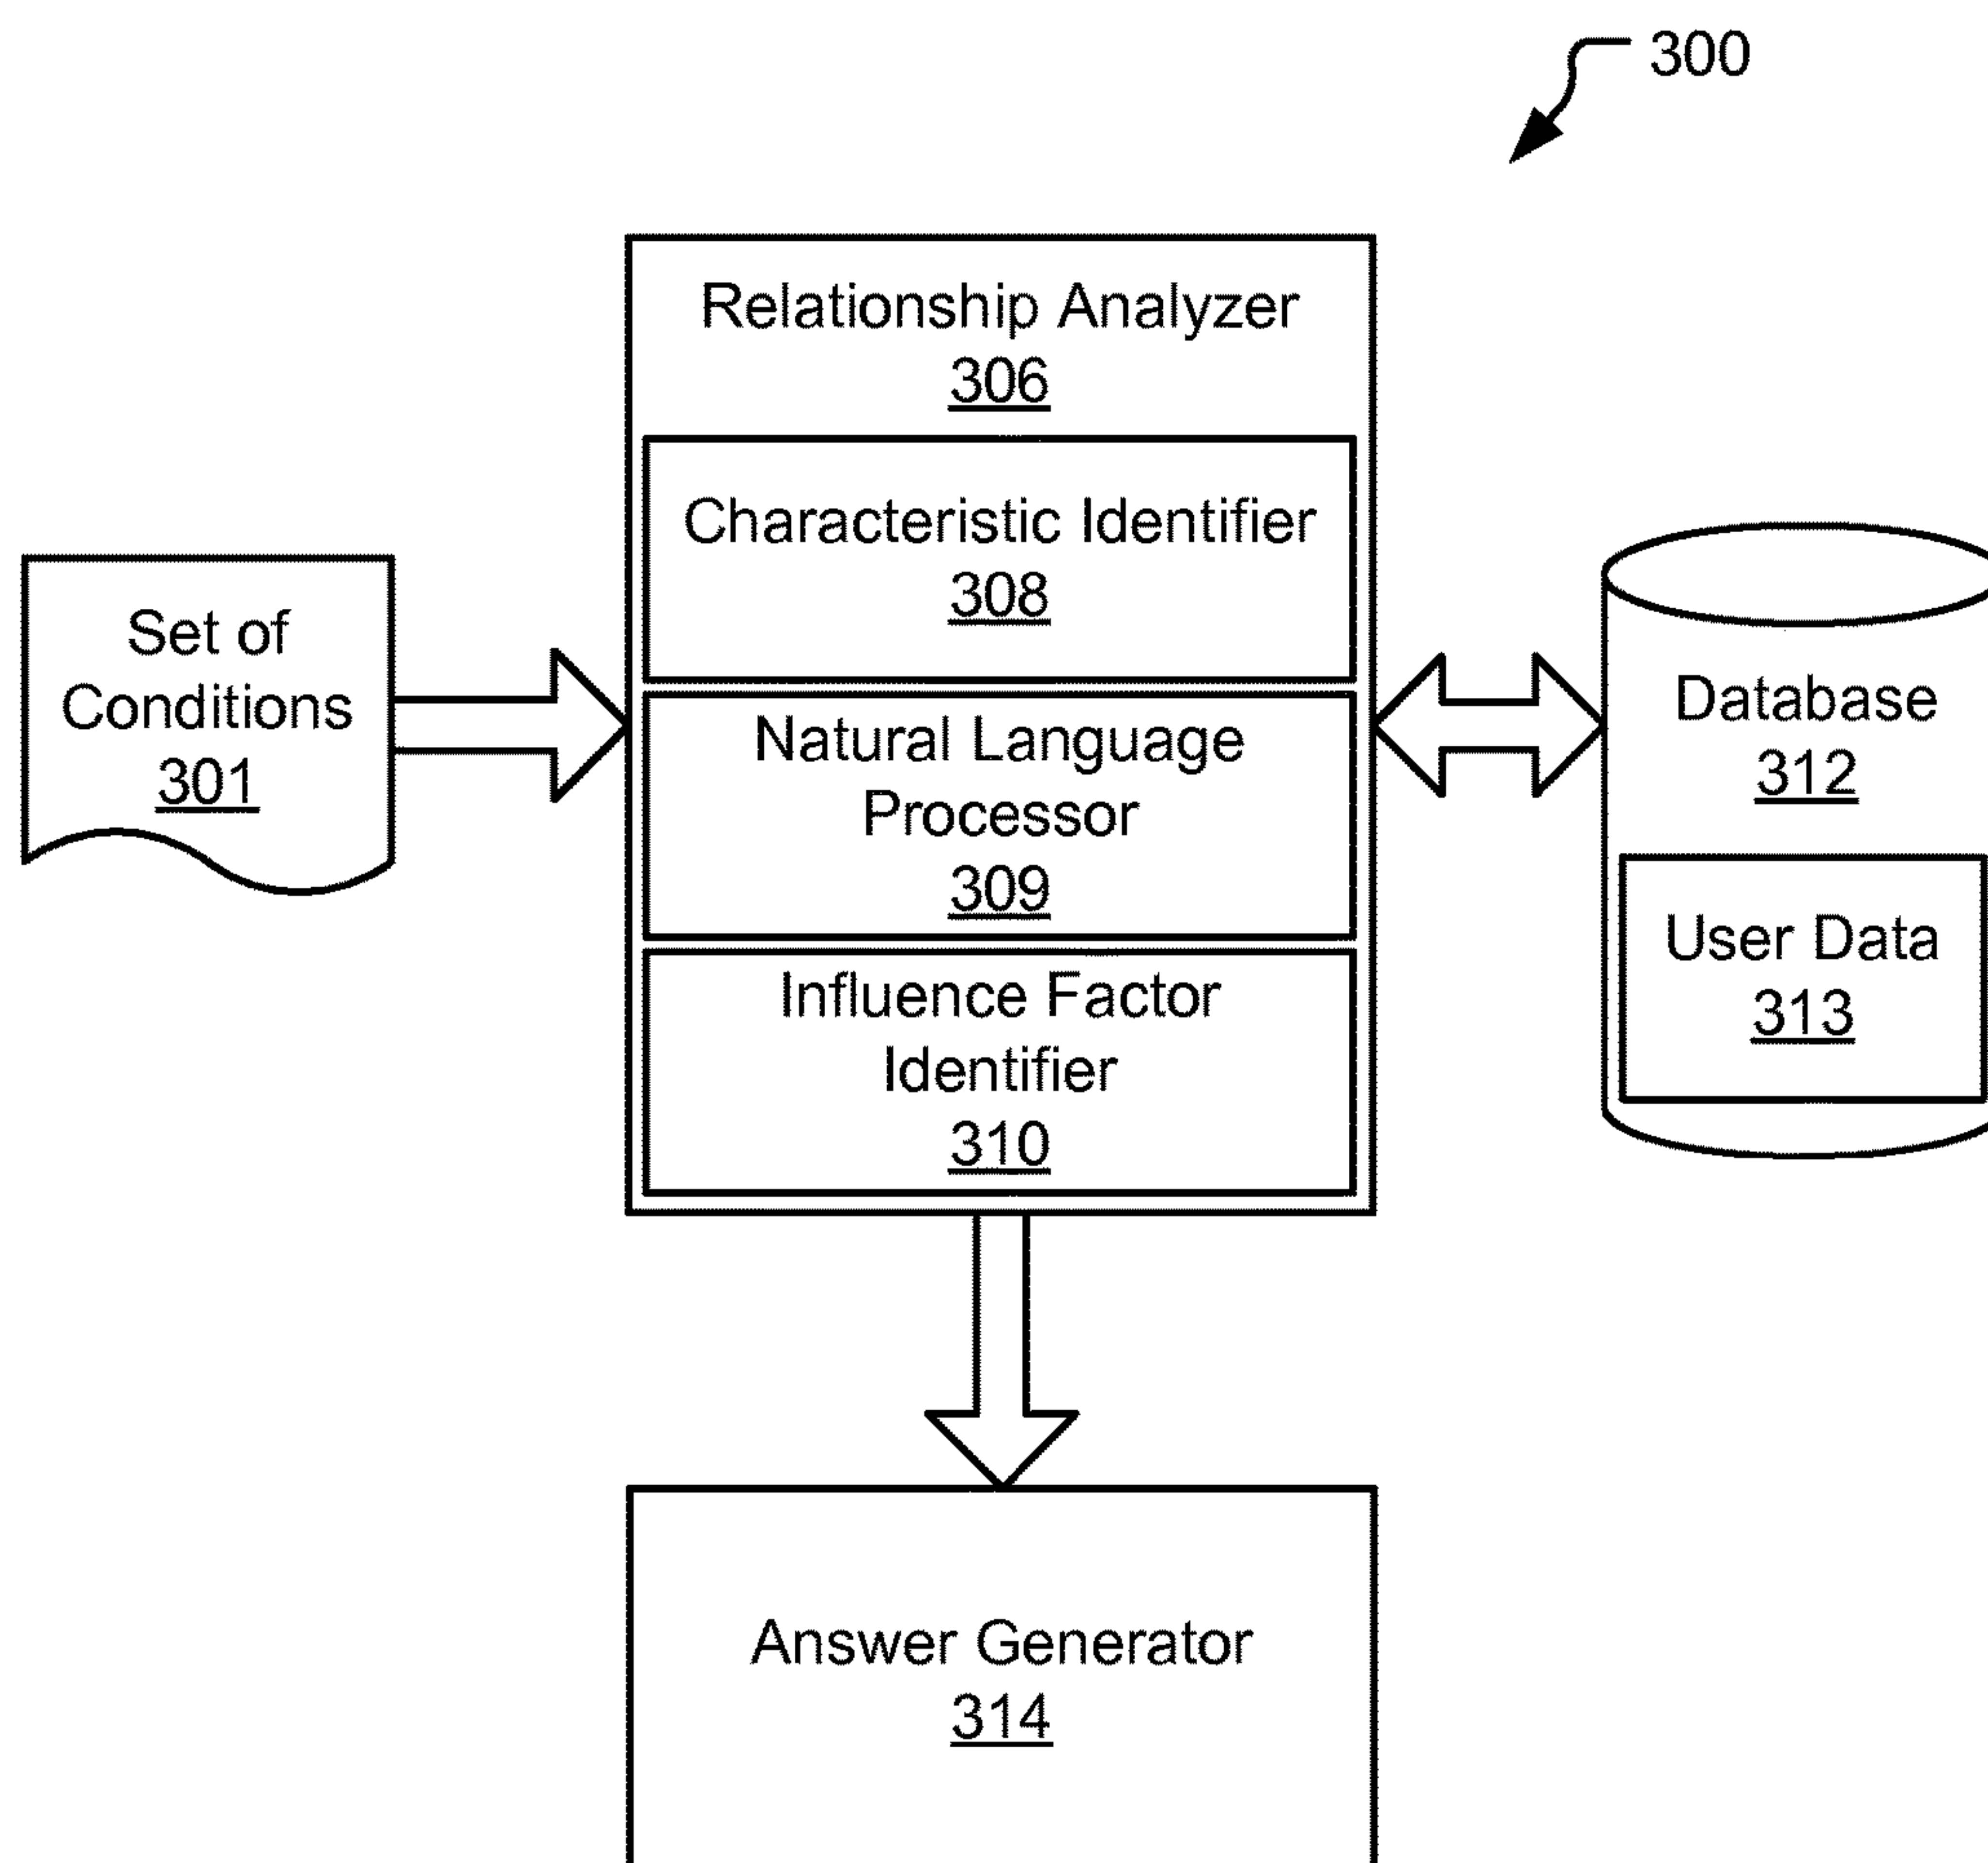 300
Relationship Analyzer
306
Characteristic Identifier
308
Set of
Conditions
301
Natural Language
Processor
309
Database
312
Influence Factor
Identifier
310
User Data
313
Answer Generator
314